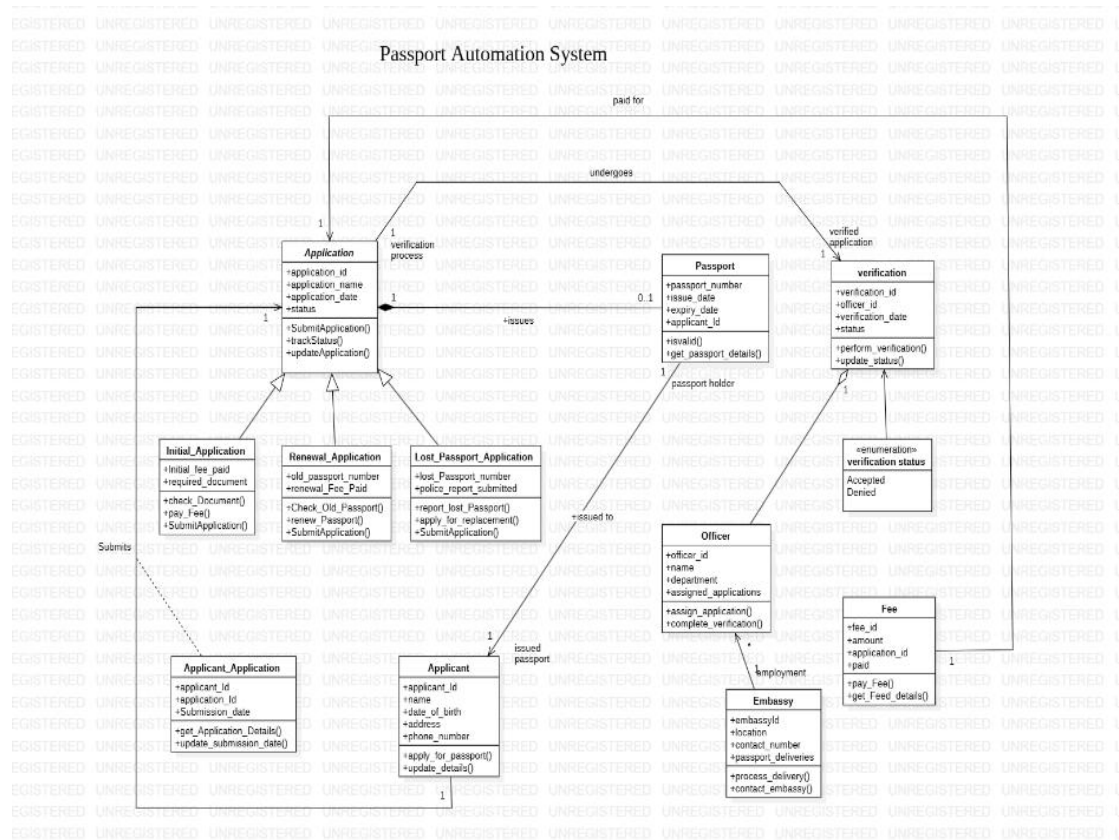 Passport Automation System
paid for
undergoes
1
1
verification
process
verified
application
1
Application
+application_id
+application_name
+application_date
+status
+SubmitApplication()
+trackStatus()
+updateApplication()
1
1
0..1
+issues
Passport
+passport_number
+issue_date
+expiry_date
+applicant_Id
+isvalid()
+get_passport_details()
1
passport holder
verification
+verification_id
+officer_id
+verification_date
+status
+perform_verification()
+update_status()
1
Initial_Application
+Initial_fee_paid
+required_document
+check_Document()
+pay_Fee()
+SubmitApplication()
Renewal_Application
+old_passport_number
+renewal_Fee_Paid
+Check_Old_Passport()
+renew_Passport()
+SubmitApplication()
Lost_Passport_Application
+lost_Passport_number
+police_report_submitted
+report_lost_Passport()
+apply_for_replacement()
+SubmitApplication()
«enumeration»
verification status
Accepted
Denied
+issued to
Submits
Officer
+officer_id
+name
+department
+assigned_applications
+assign_application()
+complete_verification()
Fee
+fee_id
+amount
+application_id
+paid
+pay_Fee()
+get_Feed_details()
1
1
issued
passport
*
1
employment
Applicant_Application
+applicant_Id
+application_Id
+Submission_date
+get_Application_Details()
+update_submission_date()
Applicant
+applicant_Id
+name
+date_of_birth
+address
+phone_number
+apply_for_passport()
+update_details()
1
Embassy
+embassyId
+location
+contact_number
+passport_deliveries
+process_delivery()
+contact_embassy()
UNREGISTERED